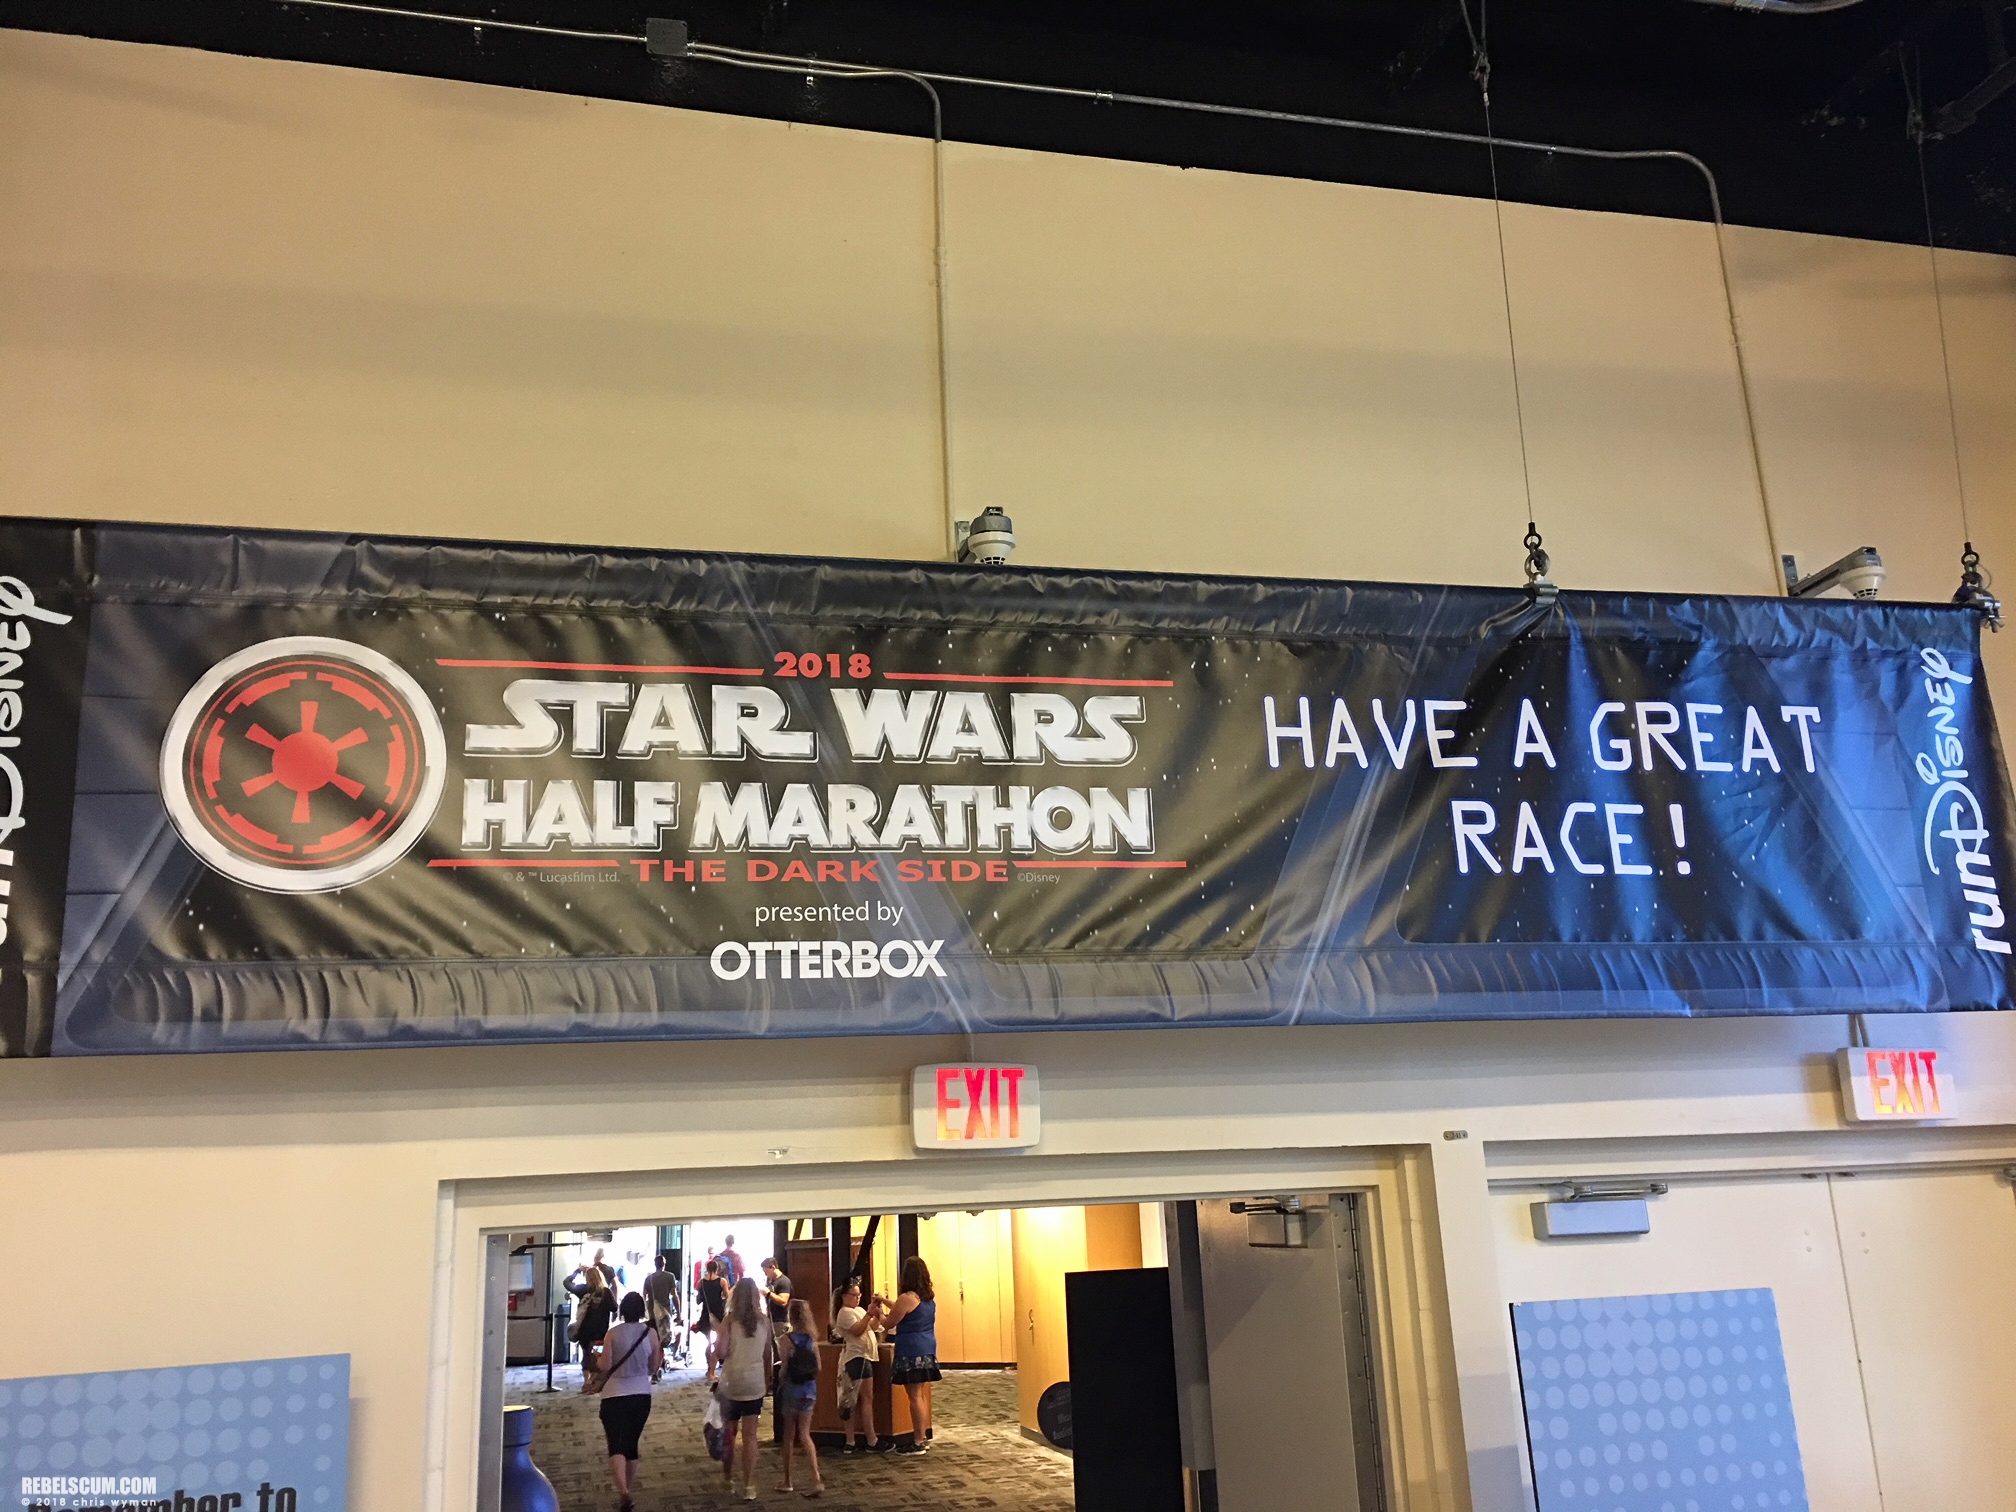 runDisney
2018
STAR WARS
HALF MARATHON
THE DARK SIDE
© & ™ Lucasfilm Ltd.
©Disney
presented by
OTTERBOX
HAVE A GREAT
RACE!
runDisney
EXIT
EXIT
to
REBELSCUM.COM
© 2018 chris wyman